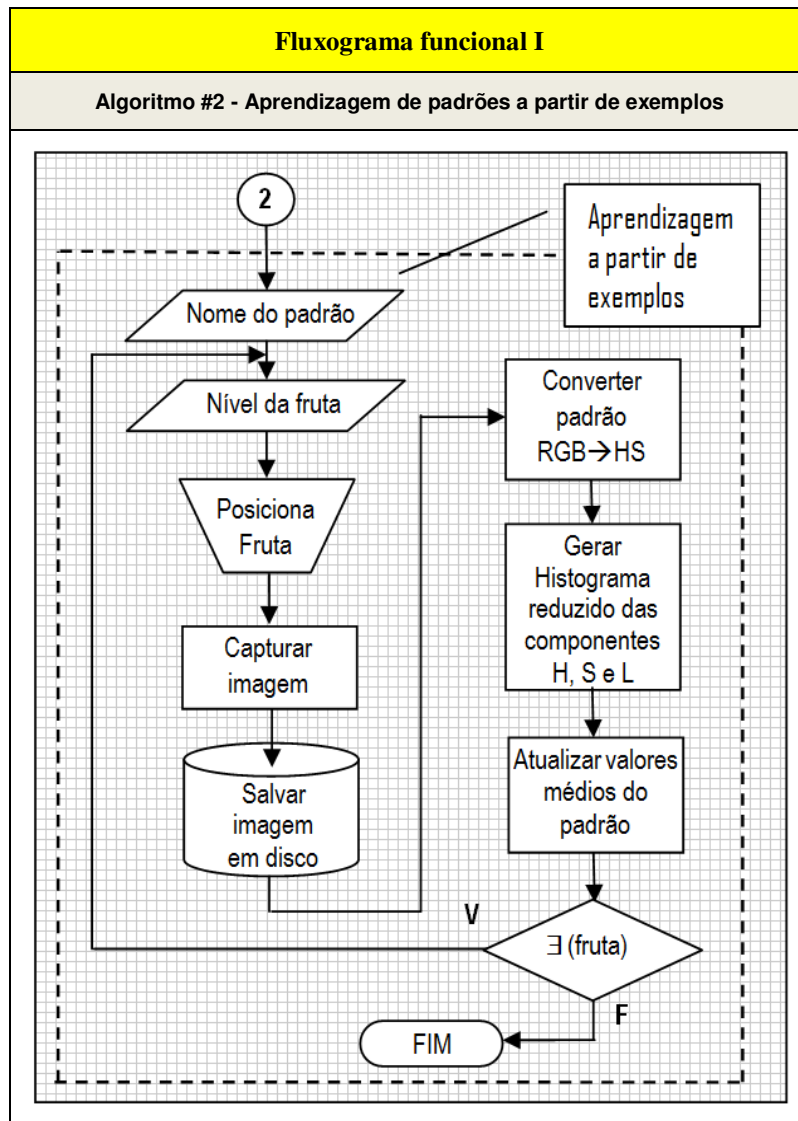 Fluxograma funcional I
Algoritmo #2 - Aprendizagem de padrões a partir de exemplos
2
Aprendizagem
a partir de
exemplos
Nome do padrão
Nível da fruta
Posiciona
Fruta
Capturar
imagem
Salvar
imagem
em disco
Converter
padrão
RGB→HS
Gerar
Histograma
reduzido das
componentes
H, S e L
Atualizar valores
médios do
padrão
V
∃ (fruta)
F
FIM